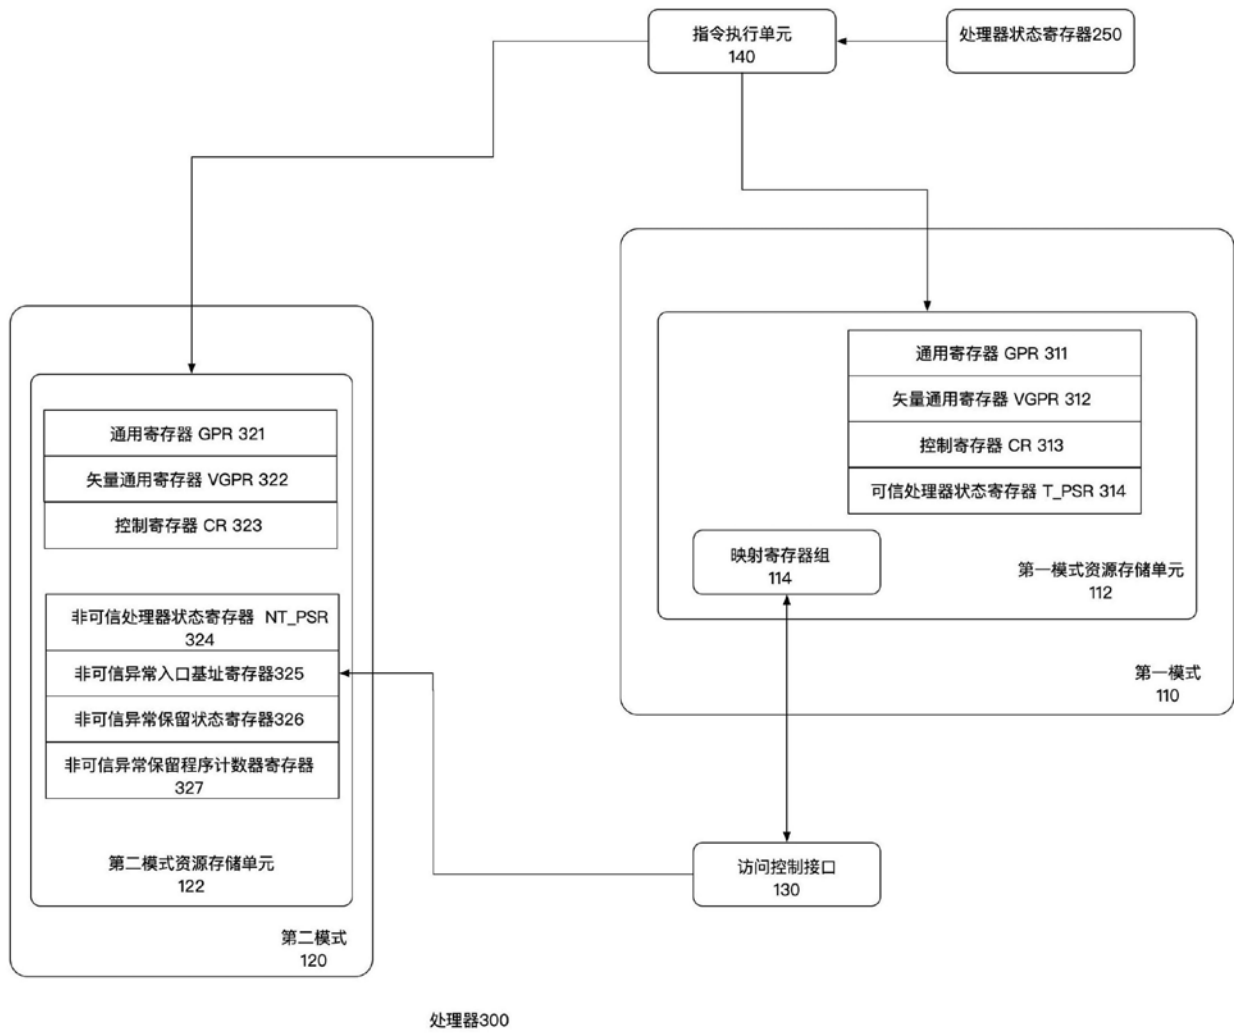 指令执行单元
140
处理器状态寄存器250
通用寄存器 GPR 311
矢量通用寄存器 VGPR 312
控制寄存器 CR 313
可信处理器状态寄存器 T_PSR 314
映射寄存器组
114
第一模式资源存储单元
112
第一模式
110
通用寄存器 GPR 321
矢量通用寄存器 VGPR 322
控制寄存器 CR 323
非可信处理器状态寄存器 NT_PSR
324
非可信异常入口基址寄存器325
非可信异常保留状态寄存器326
非可信异常保留程序计数器寄存器
327
第二模式资源存储单元
122
第二模式
120
访问控制接口
130
处理器300